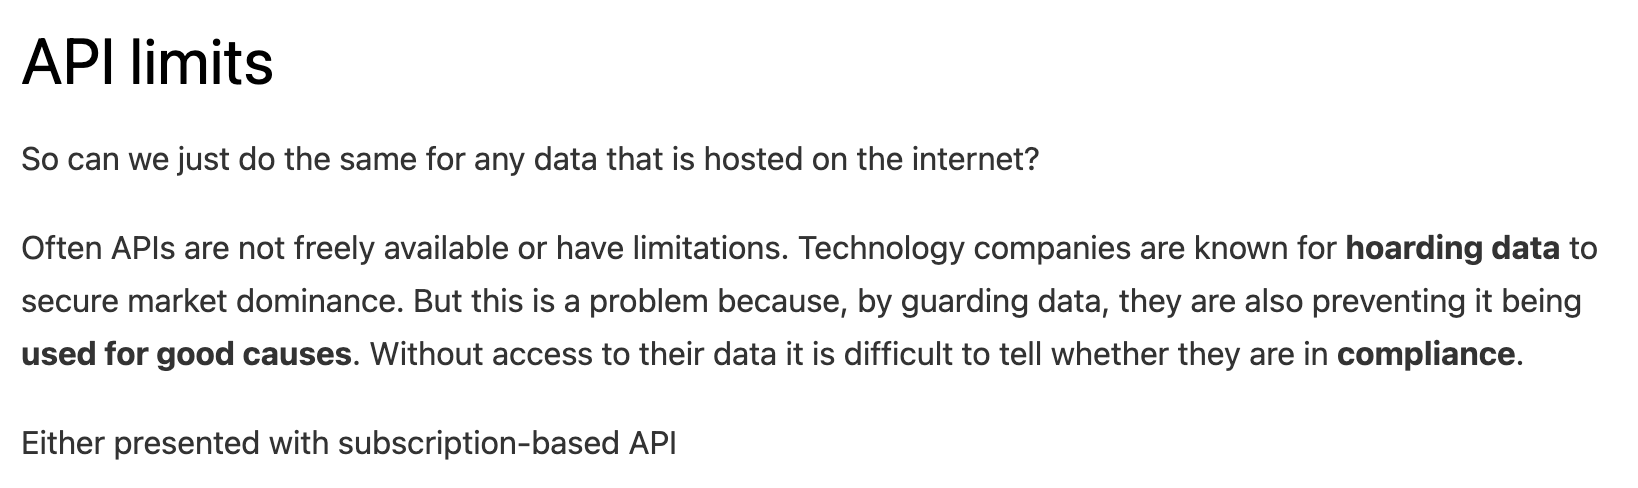 API limits
So can we just do the same for any data that is hosted on the internet?
Often APIs are not freely available or have limitations. Technology companies are known for hoarding data to
secure market dominance. But this is a problem because, by guarding data, they are also preventing it being
used for good causes. Without access to their data it is difficult to tell whether they are in compliance.
Either presented with subscription-based API